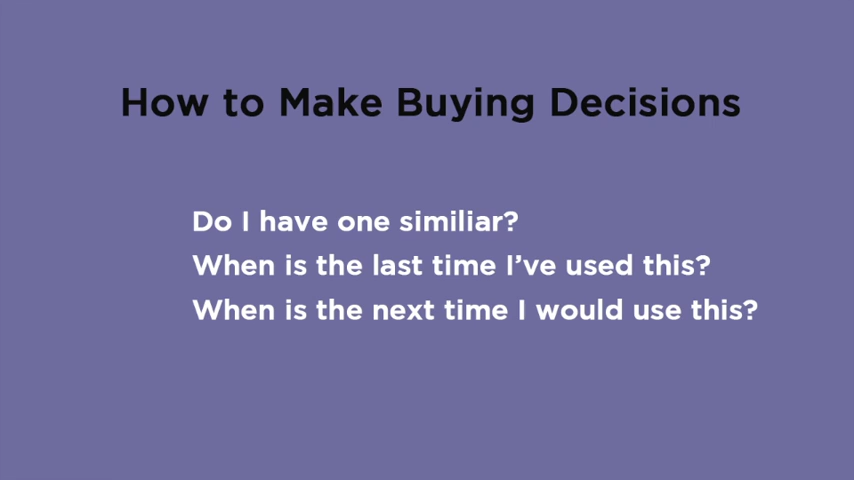 How to Make Buying Decisions
Do I have one similiar?
When is the last time I’ve used this?
When is the next time I would use this?